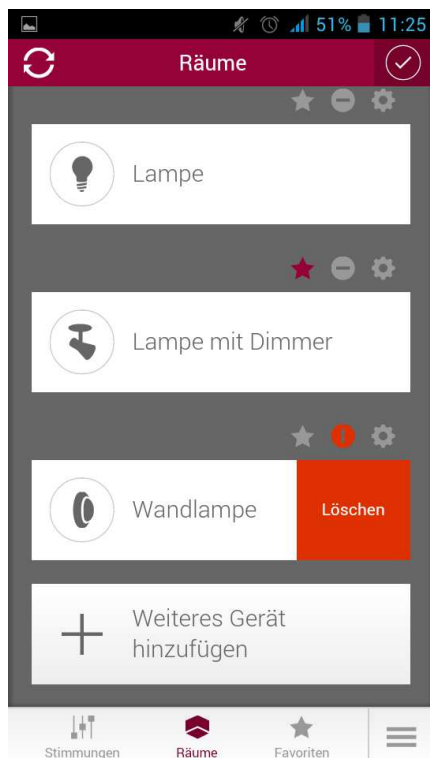 51% 11:25
Räume
Lampe
Lampe mit Dimmer
Wandlampe Löschen
Weiteres Gerät
hinzufügen
Stimmungen Räume Favoriten